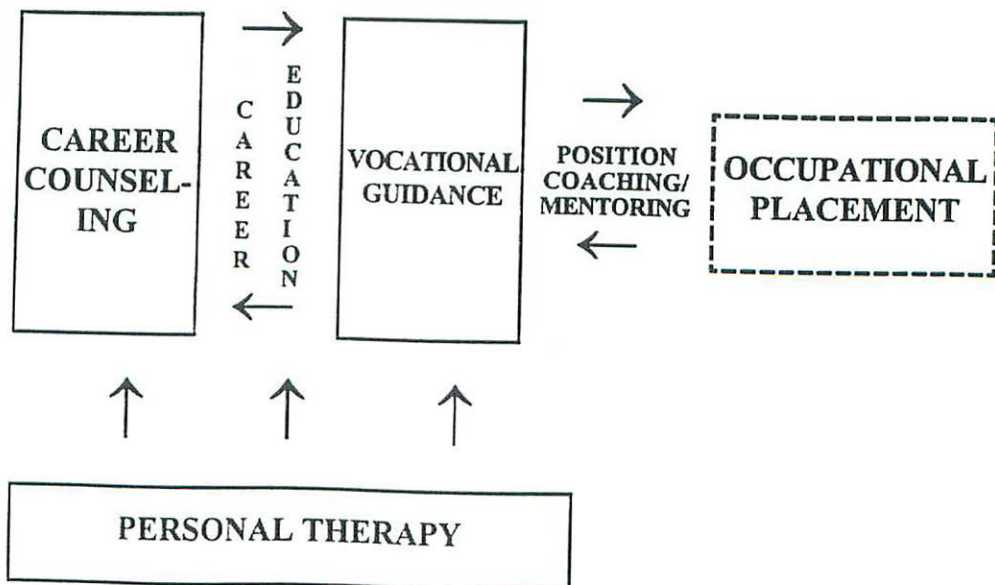 CAREER
COUNSEL-
ING
CAREER
EDUCATION
VOCATIONAL
GUIDANCE
POSITION
COACHING/
MENTORING
OCCUPATIONAL
PLACEMENT
PERSONAL THERAPY